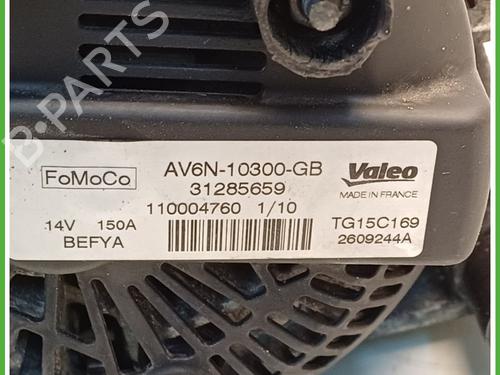 B-PARTS
FoMoCo
AV6N-10300-GB
31285659
Valeo
MADE IN FRANCE
14V 150A
110004760 1/10
TG15C169
BEFYA
2609244A